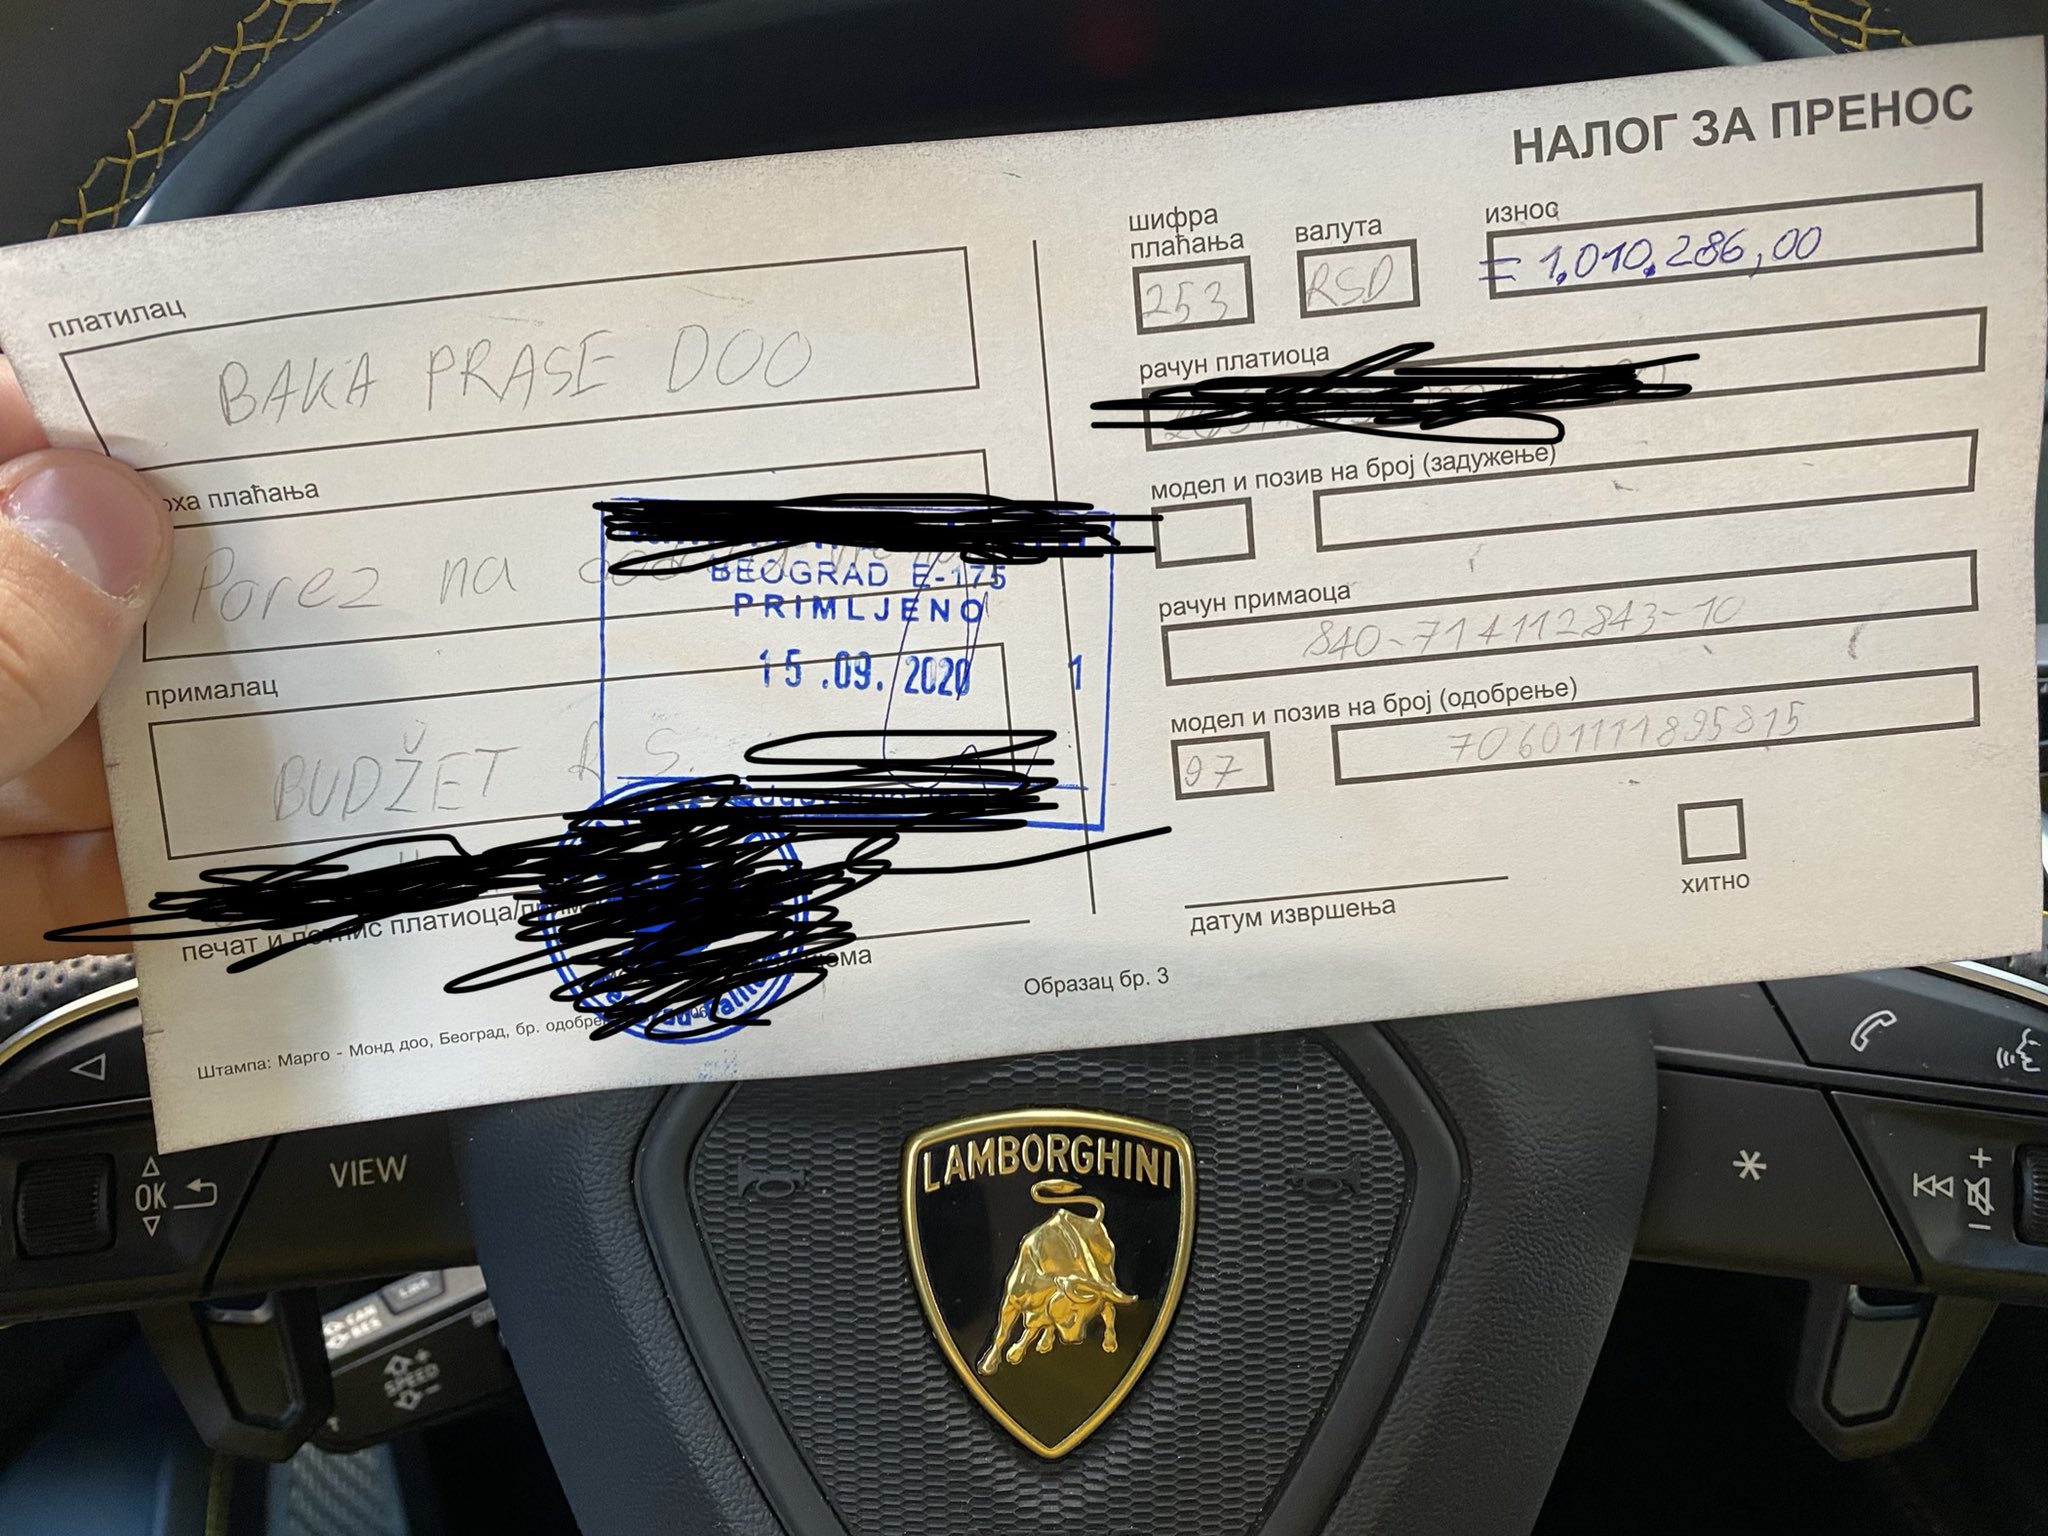 НАЛОГ ЗА ПРЕНОС
платилац
BAKA PRASE DOO
сха плаћања
Porez na
прималац
BUDŽET R.S.
BEOGRAD E-175
PRIMLJENO
15.09.2020 1
печат и потпис платиоца/
Образац бр. 3
Штампа: Марго - Монд доо, Београд, бр.
шифра плаћања
253
валута
RSD
износ
= 1.010.286,00
рачун платиоца
модел и позив на број (задужење)
рачун примаоца
840-714112843-10
модел и позив на број (одобрење)
97
70601111895815
датум извршења
хитно
OK
VIEW
LAMBORGHINI
SPEED